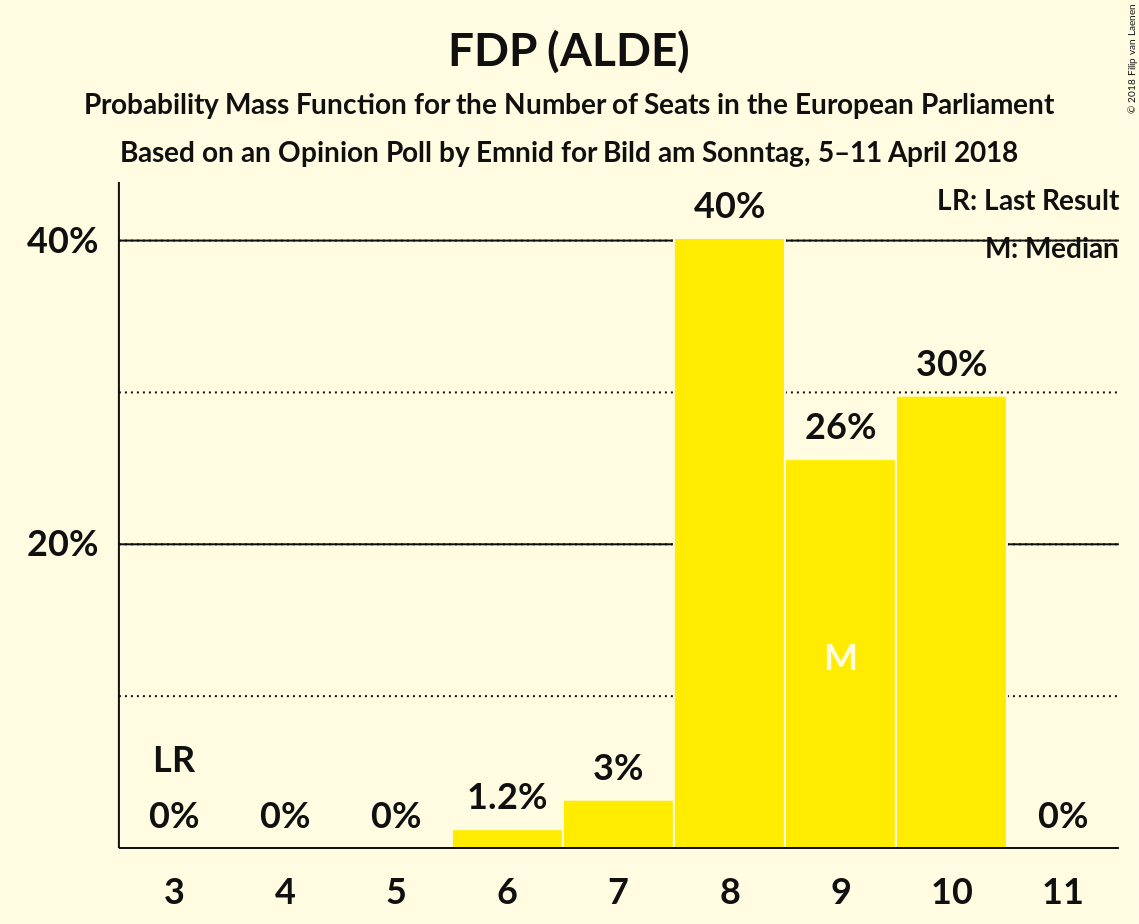 FDP (ALDE)
Probability Mass Function for the Number of Seats in the European Parliament
Based on an Opinion Poll by Emnid for Bild am Sonntag, 5–11 April 2018
© 2018 Filip van Laenen
LR: Last Result
M: Median
40%
20%
LR
0%
0%
0%
1.2%
3%
40%
26%
30%
0%
M
3 4 5 6 7 8 9 10 11